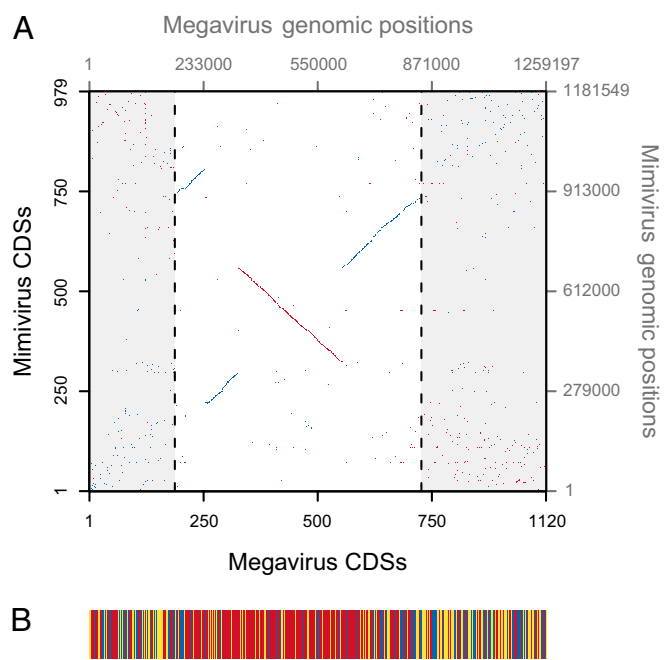 A
Megavirus genomic positions
1 233000 550000 871000 1259197
979 1181549
750 913000
500 612000
250 279000
1 1
Mimivirus CDSs
Mimivirus genomic positions
1 250 500 750 1120
Megavirus CDSs
B